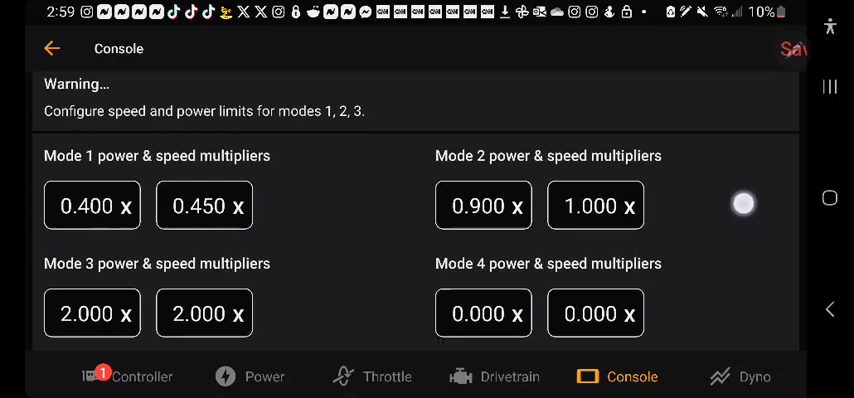 2:59 10%
Console
Sav
Warning...
Configure speed and power limits for modes 1, 2, 3.
Mode 1 power & speed multipliers Mode 2 power & speed multipliers
0.400 x 0.450 x 0.900 x 1.000 x
Mode 3 power & speed multipliers Mode 4 power & speed multipliers
2.000 x 2.000 x 0.000 x 0.000 x
1 Controller Power Throttle Drivetrain Console Dyno